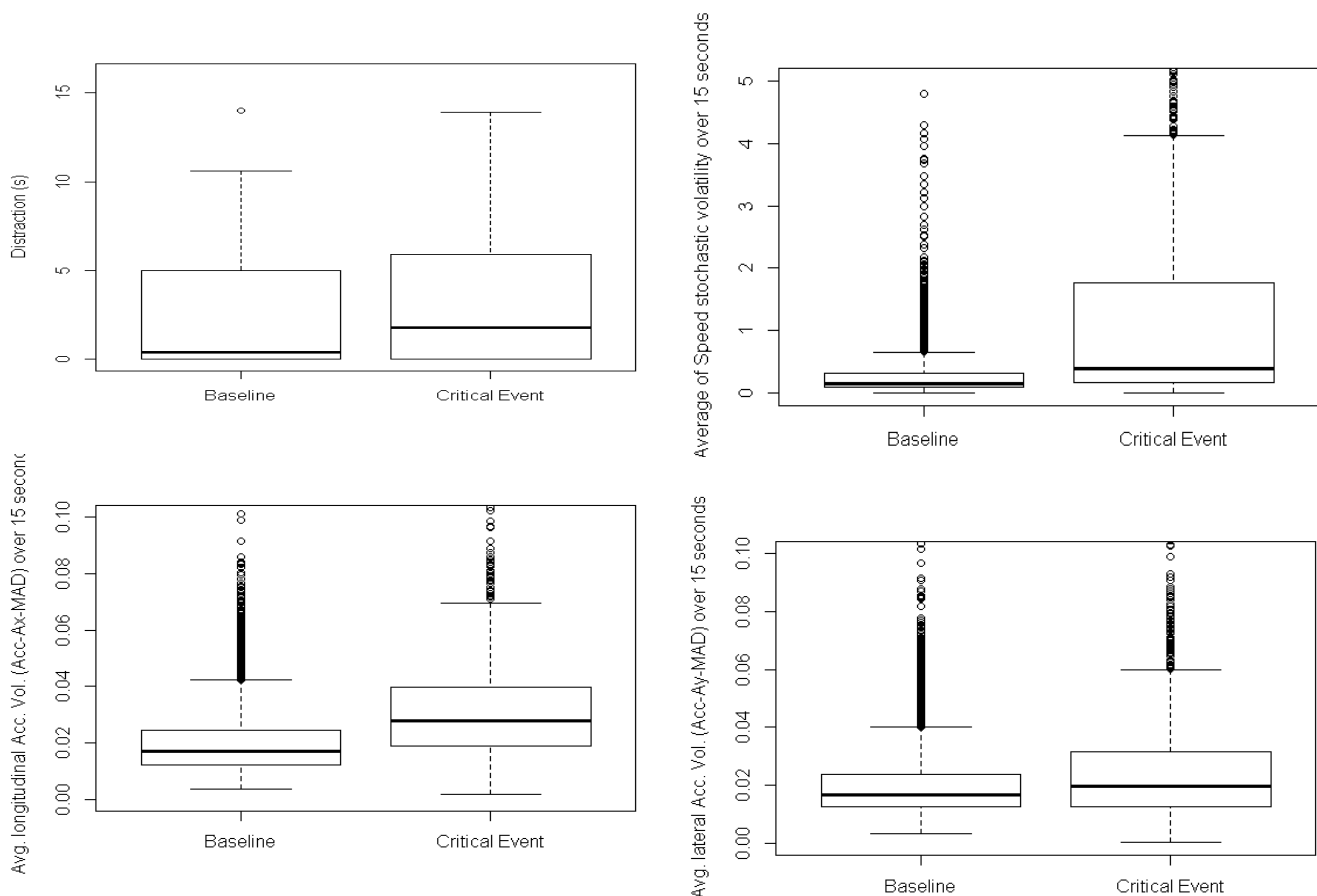 Distraction (s)
15
10
5
0
Baseline
Critical Event
Average of Speed stochastic volatility over 15 seconds
5
4
3
2
1
0
Baseline
Critical Event
Avg. longitudinal Acc. Vol. (Acc-Ax-MAD) over 15 second
0.10
0.08
0.06
0.04
0.02
0.00
Baseline
Critical Event
Avg. lateral Acc. Vol. (Acc-Ay-MAD) over 15 seconds
0.10
0.08
0.06
0.04
0.02
0.00
Baseline
Critical Event